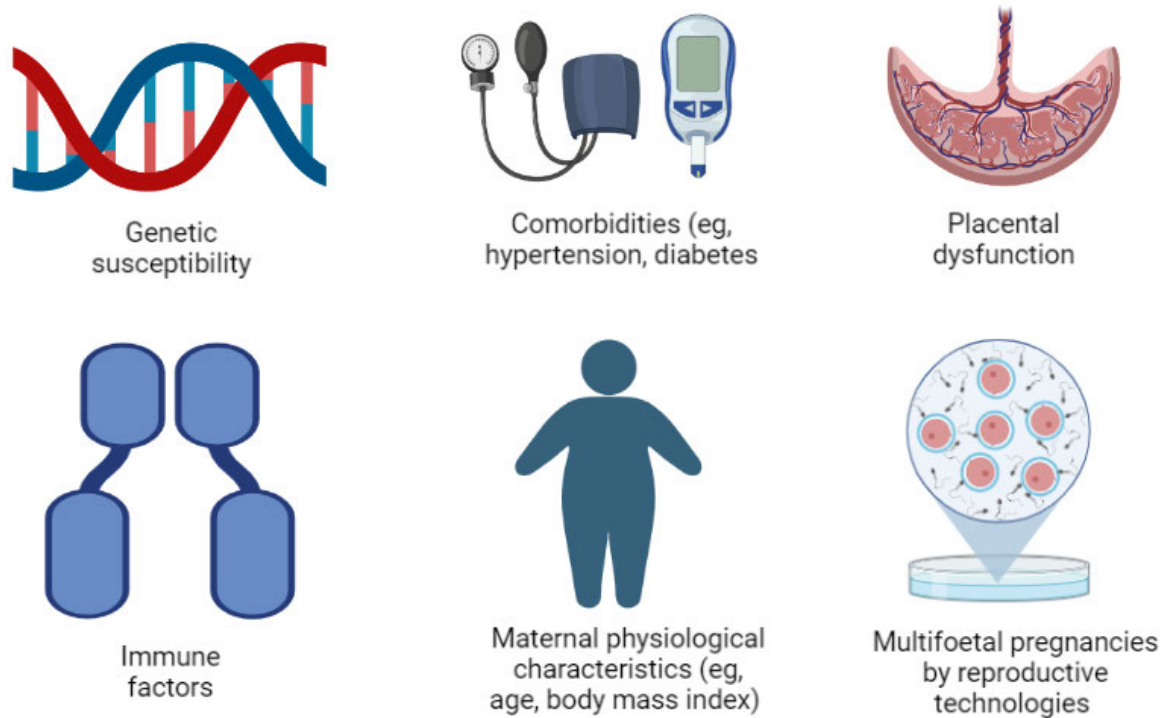 Genetic
susceptibility
Comorbidities (eg,
hypertension, diabetes
Placental
dysfunction
Immune
factors
Maternal physiological
characteristics (eg,
age, body mass index)
Multifoetal pregnancies
by reproductive
technologies